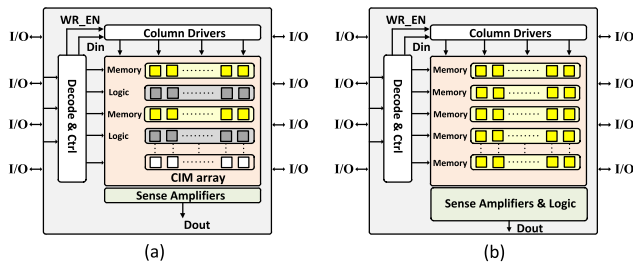 WR_EN
Din
Column Drivers
I/O
I/O
I/O
I/O
Decode & Ctrl
Memory
Logic
Memory
Logic
CIM array
Sense Amplifiers
Dout
I/O
I/O
I/O
I/O
(a)
WR_EN
Din
Column Drivers
I/O
I/O
I/O
I/O
Decode & Ctrl
Memory
Memory
Memory
Memory
Memory
Sense Amplifiers & Logic
Dout
I/O
I/O
I/O
I/O
(b)